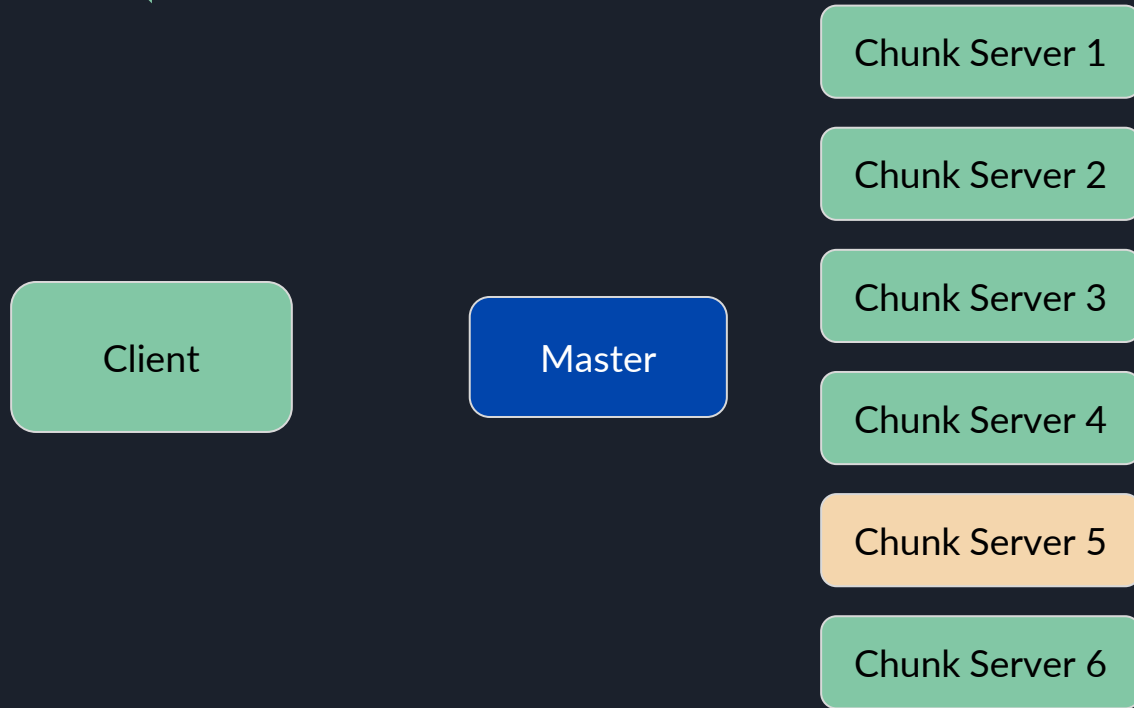 Chunk Server 1
Chunk Server 2
Chunk Server 3
Client
Master
Chunk Server 4
Chunk Server 5
Chunk Server 6